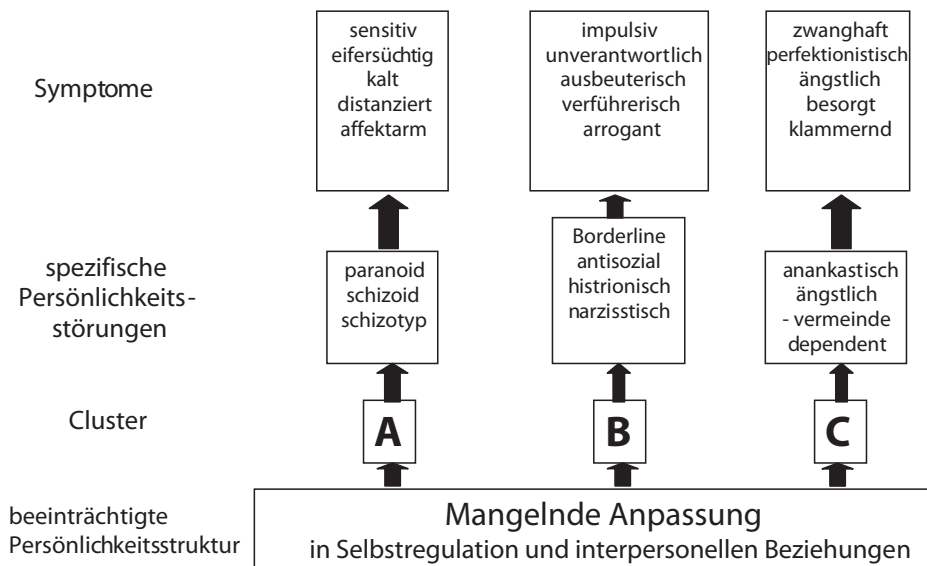 Symptome
sensitiv
eifersüchtig
kalt
distanziert
affektarm
impulsiv
unverantwortlich
ausbeuterisch
verführerisch
arrogant
zwanghaft
perfektionistisch
ängstlich
besorgt
klammernd
spezifische
Persönlichkeits-
störungen
paranoid
schizoid
schizotyp
Borderline
antisozial
histrionisch
narzisstisch
anankastisch
ängstlich
- vermeinde
dependent
Cluster
A
B
C
beeinträchtigte
Persönlichkeitsstruktur
Mangelnde Anpassung
in Selbstregulation und interpersonellen Beziehungen